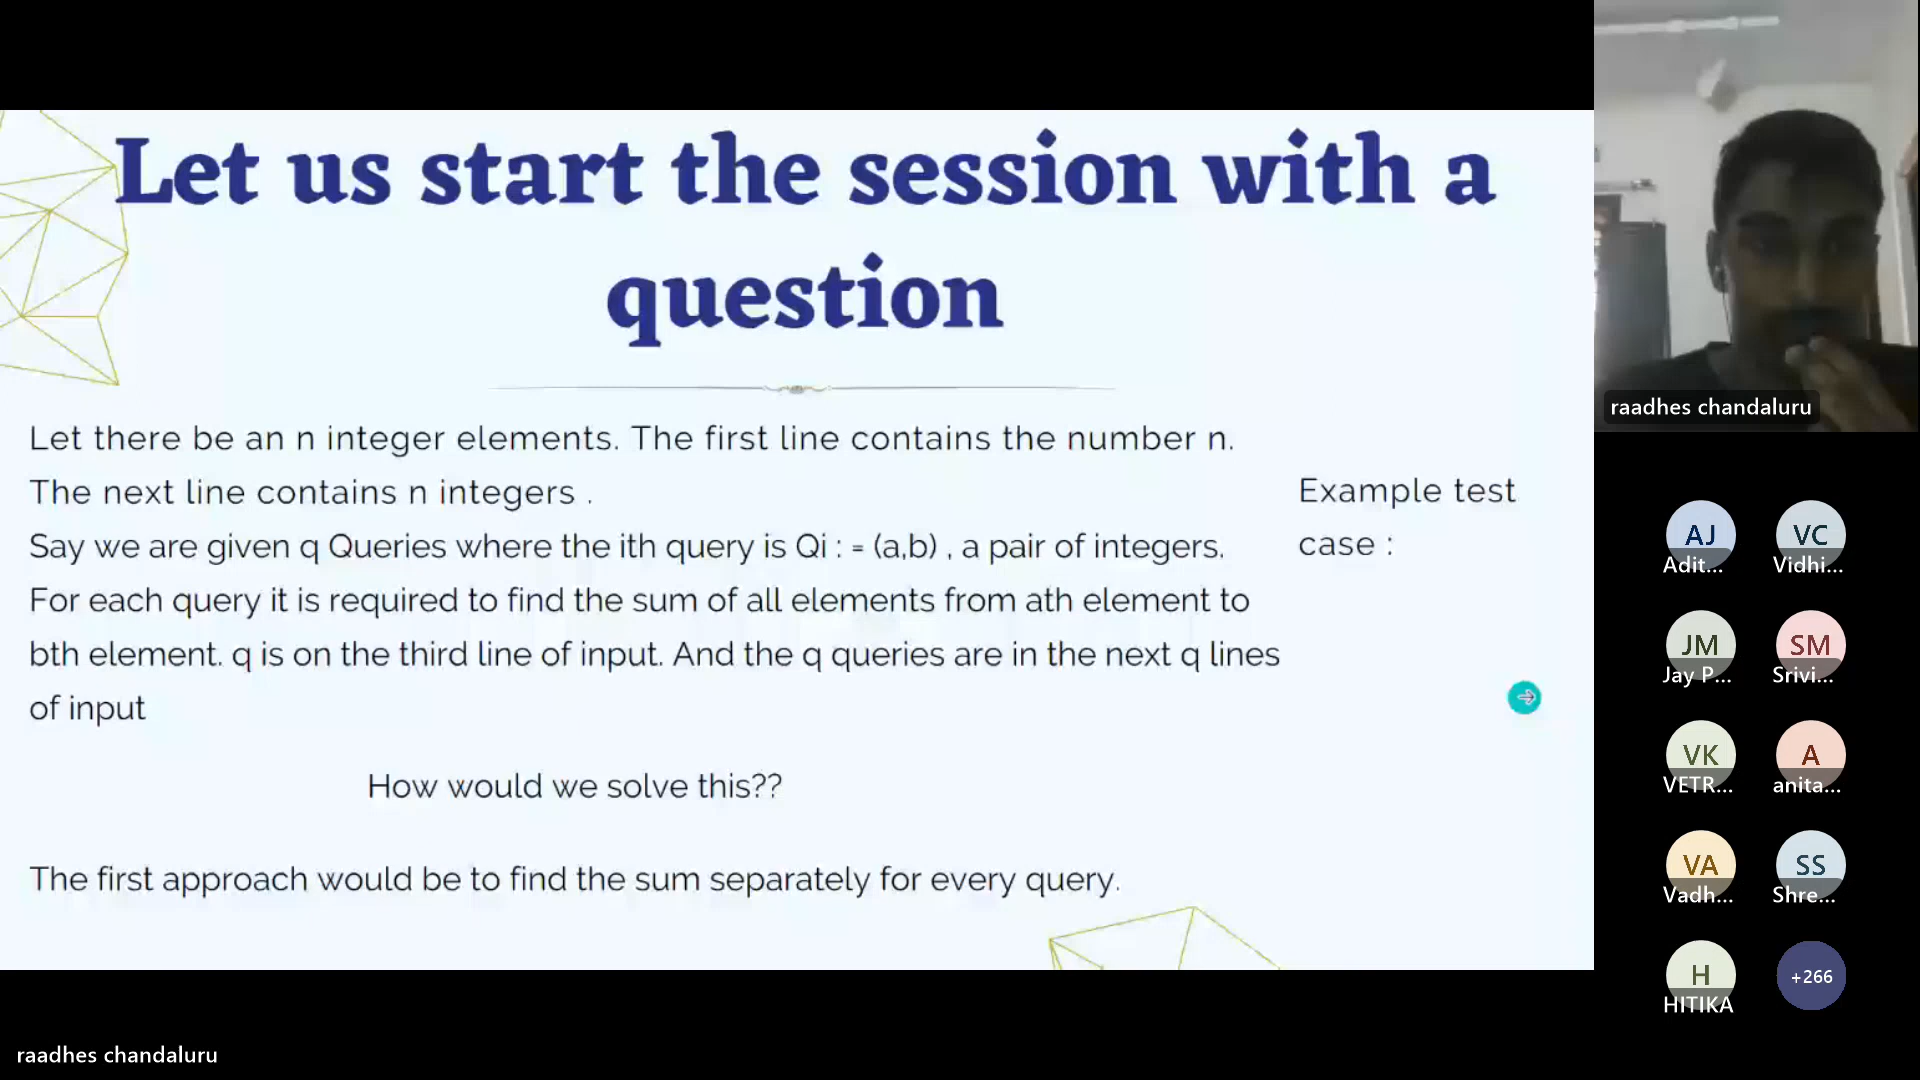 Let us start the session with a
question
Let there be an n integer elements. The first line contains the number n.
The next line contains n integers .
Say we are given q Queries where the ith query is Qi : = (a,b) , a pair of integers.
For each query it is required to find the sum of all elements from ath element to
bth element. q is on the third line of input. And the q queries are in the next q lines
of input
Example test
case :
How would we solve this??
The first approach would be to find the sum separately for every query.
raadhes chandaluru
AJ
Adit...
VC
Vidhi...
JM
Jay P...
SM
Srivi...
VK
VETR...
A
anita...
VA
Vadh...
SS
Shre...
H
HITIKA
+266
raadhes chandaluru